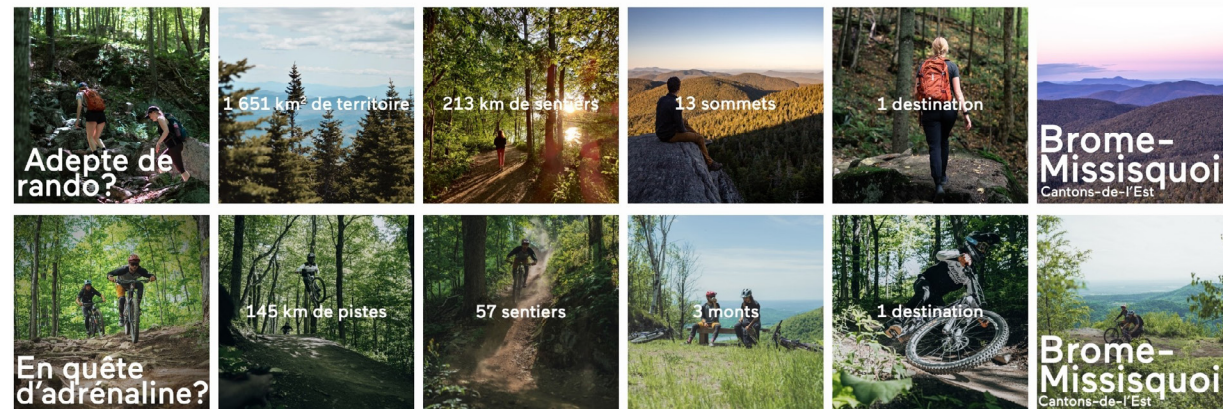 Adepte de
rando?
1 651 km² de territoire
213 km de sentiers
13 sommets
1 destination
Brome-
Missisquoi
Cantons-de-l'Est
En quête
d'adrénaline?
145 km de pistes
57 sentiers
3 monts
1 destination
Brome-
Missisquoi
Cantons-de-l'Est